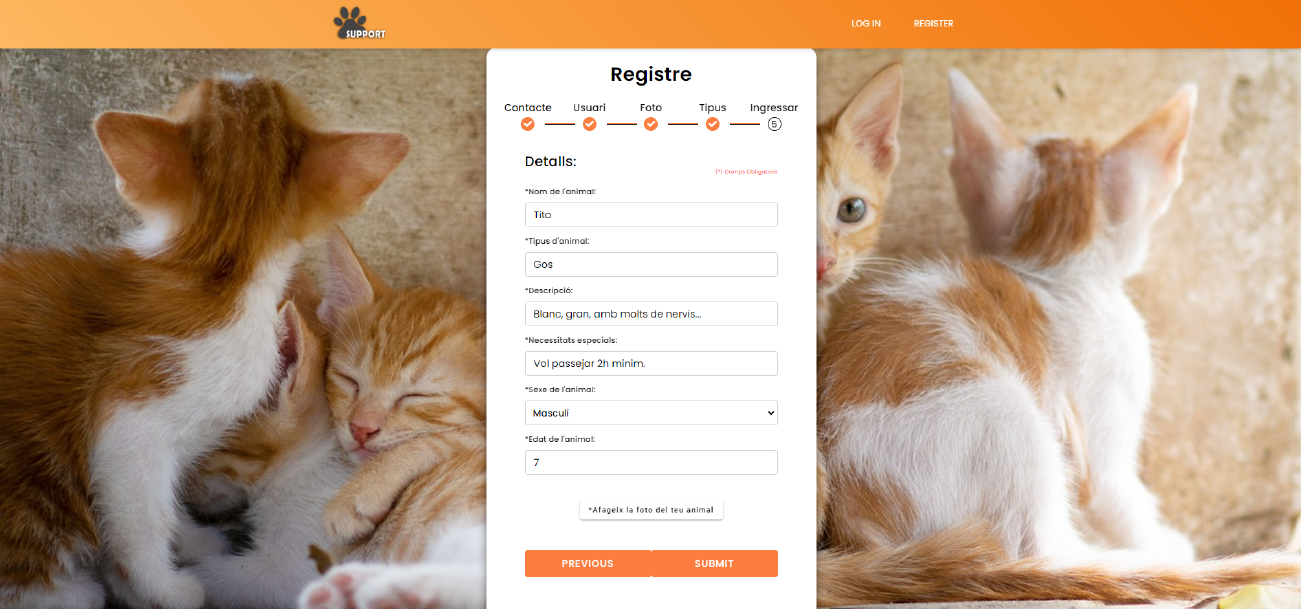 SUPPORT
LOG IN
REGISTER
Registre
Contacte Usuari Foto Tipus Ingressar
5
Detalls:
(*) Camps Obligatoris
*Nom de l'animal:
Tito
*Tipus d'animal:
Gos
*Descripció:
Blanc, gran, amb molts de nervis...
*Necessitats especials:
Vol passejar 2h mínim.
*Sexe de l'animal:
Masculí
*Edat de l'animal:
7
*Afageix la foto del teu animal
PREVIOUS
SUBMIT